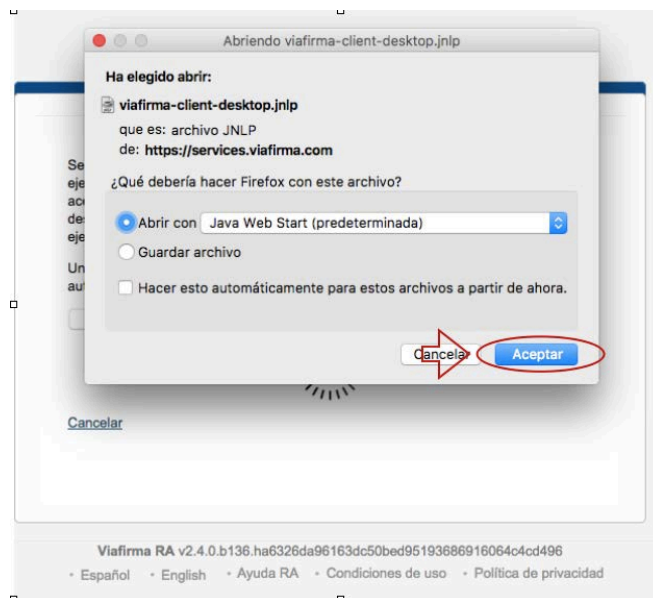 Abriendo viafirma-client-desktop.jnlp
Ha elegido abrir:
viafirma-client-desktop.jnlp
que es: archivo JNLP
de: https://services.viafirma.com
¿Qué debería hacer Firefox con este archivo?
Abrir con Java Web Start (predeterminada)
Guardar archivo
Hacer esto automáticamente para estos archivos a partir de ahora.
Cancelar Aceptar
Cancelar
Viafirma RA v2.4.0.b136.ha6326da96163dc50bed95193686916064c4cd496
• Español • English • Ayuda RA • Condiciones de uso • Política de privacidad